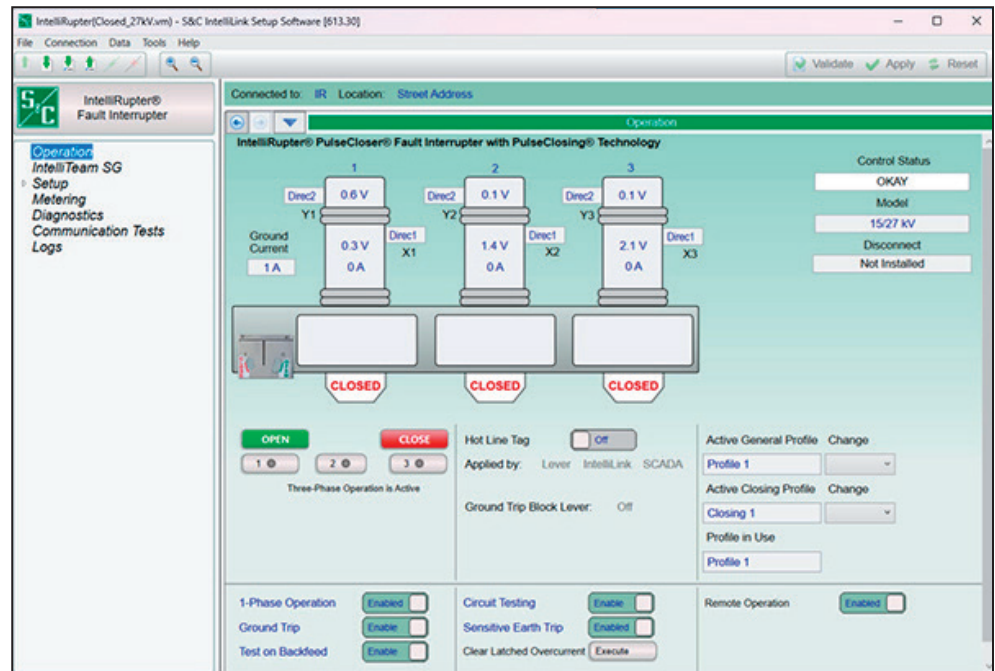 IntelliRupter(Closed_27kV.vm) - S&C IntelliLink Setup Software [613.30]
File Connection Data Tools Help
Validate Apply Reset
S&C
IntelliRupter®
Fault Interrupter
Connected to: IR Location: Street Address
Operation
Operation
IntelliTeam SG
Setup
Metering
Diagnostics
Communication Tests
Logs
IntelliRupter® PulseCloser® Fault Interrupter with PulseClosing® Technology
1 2 3
Direc2 0.6 V Direc2 0.1 V Direc2 0.1 V
Y1 Y2 Y3
Ground
Current
1 A
0.3 V Direc1 1.4 V Direc1 2.1 V Direc1
X1 X2 X3
0 A 0 A 0 A
CLOSED CLOSED CLOSED
Control Status
OKAY
Model
15/27 kV
Disconnect
Not Installed
OPEN CLOSE
1 2 3
Three-Phase Operation is Active
Hot Line Tag Off
Applied by: Lever IntelliLink SCADA
Ground Trip Block Lever: Off
Active General Profile Change
Profile 1
Active Closing Profile Change
Closing 1
Profile in Use
Profile 1
1-Phase Operation Enabled
Ground Trip Enable
Test on Backfeed Enable
Circuit Testing Enable
Sensitive Earth Trip Enabled
Clear Latched Overcurrent Execute
Remote Operation Enabled